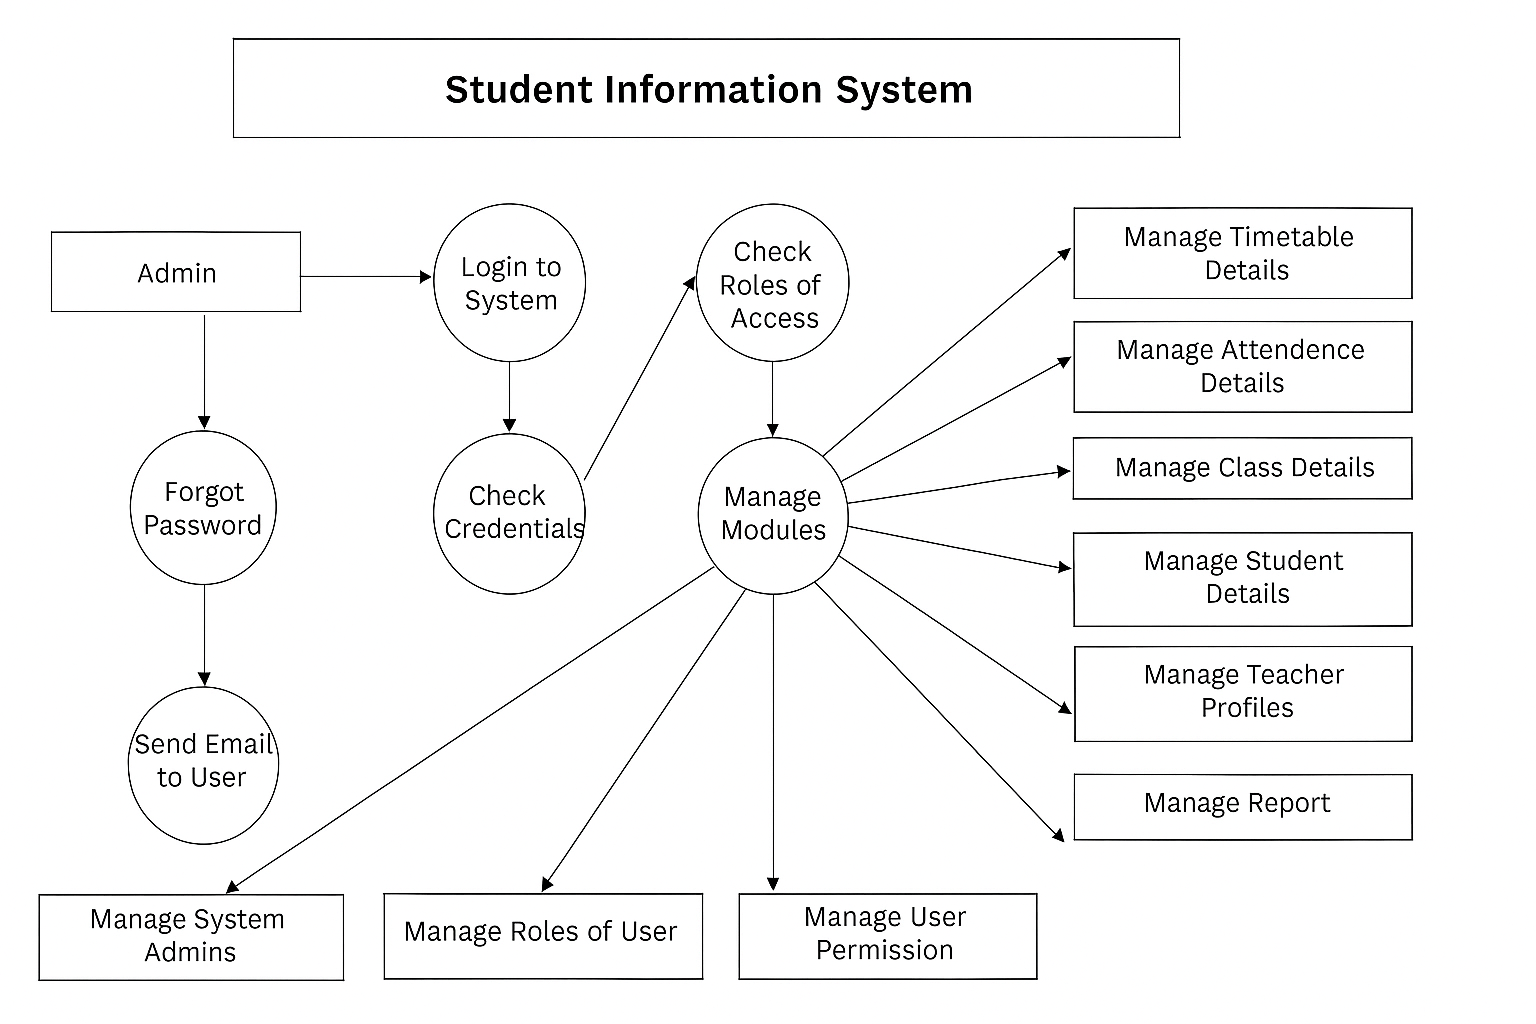 Student Information System
Admin
Login to
System
Check
Roles of
Access
Manage Timetable
Details
Manage Attendence
Details
Forgot
Password
Check
Credentials
Manage
Modules
Manage Class Details
Manage Student
Details
Manage Teacher
Profiles
Send Email
to User
Manage Report
Manage System
Admins
Manage Roles of User
Manage User
Permission